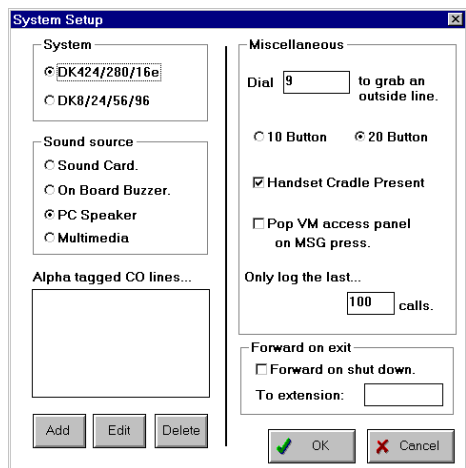 System Setup
System
DK424/280/16e
DK8/24/56/96
Sound source
Sound Card.
On Board Buzzer.
PC Speaker
Multimedia
Alpha tagged CO lines...
Add
Edit
Delete
Miscellaneous
Dial 9 to grab an
outside line.
10 Button 20 Button
Handset Cradle Present
Pop VM access panel
on MSG press.
Only log the last...
100 calls.
Forward on exit
Forward on shut down.
To extension:
OK
Cancel